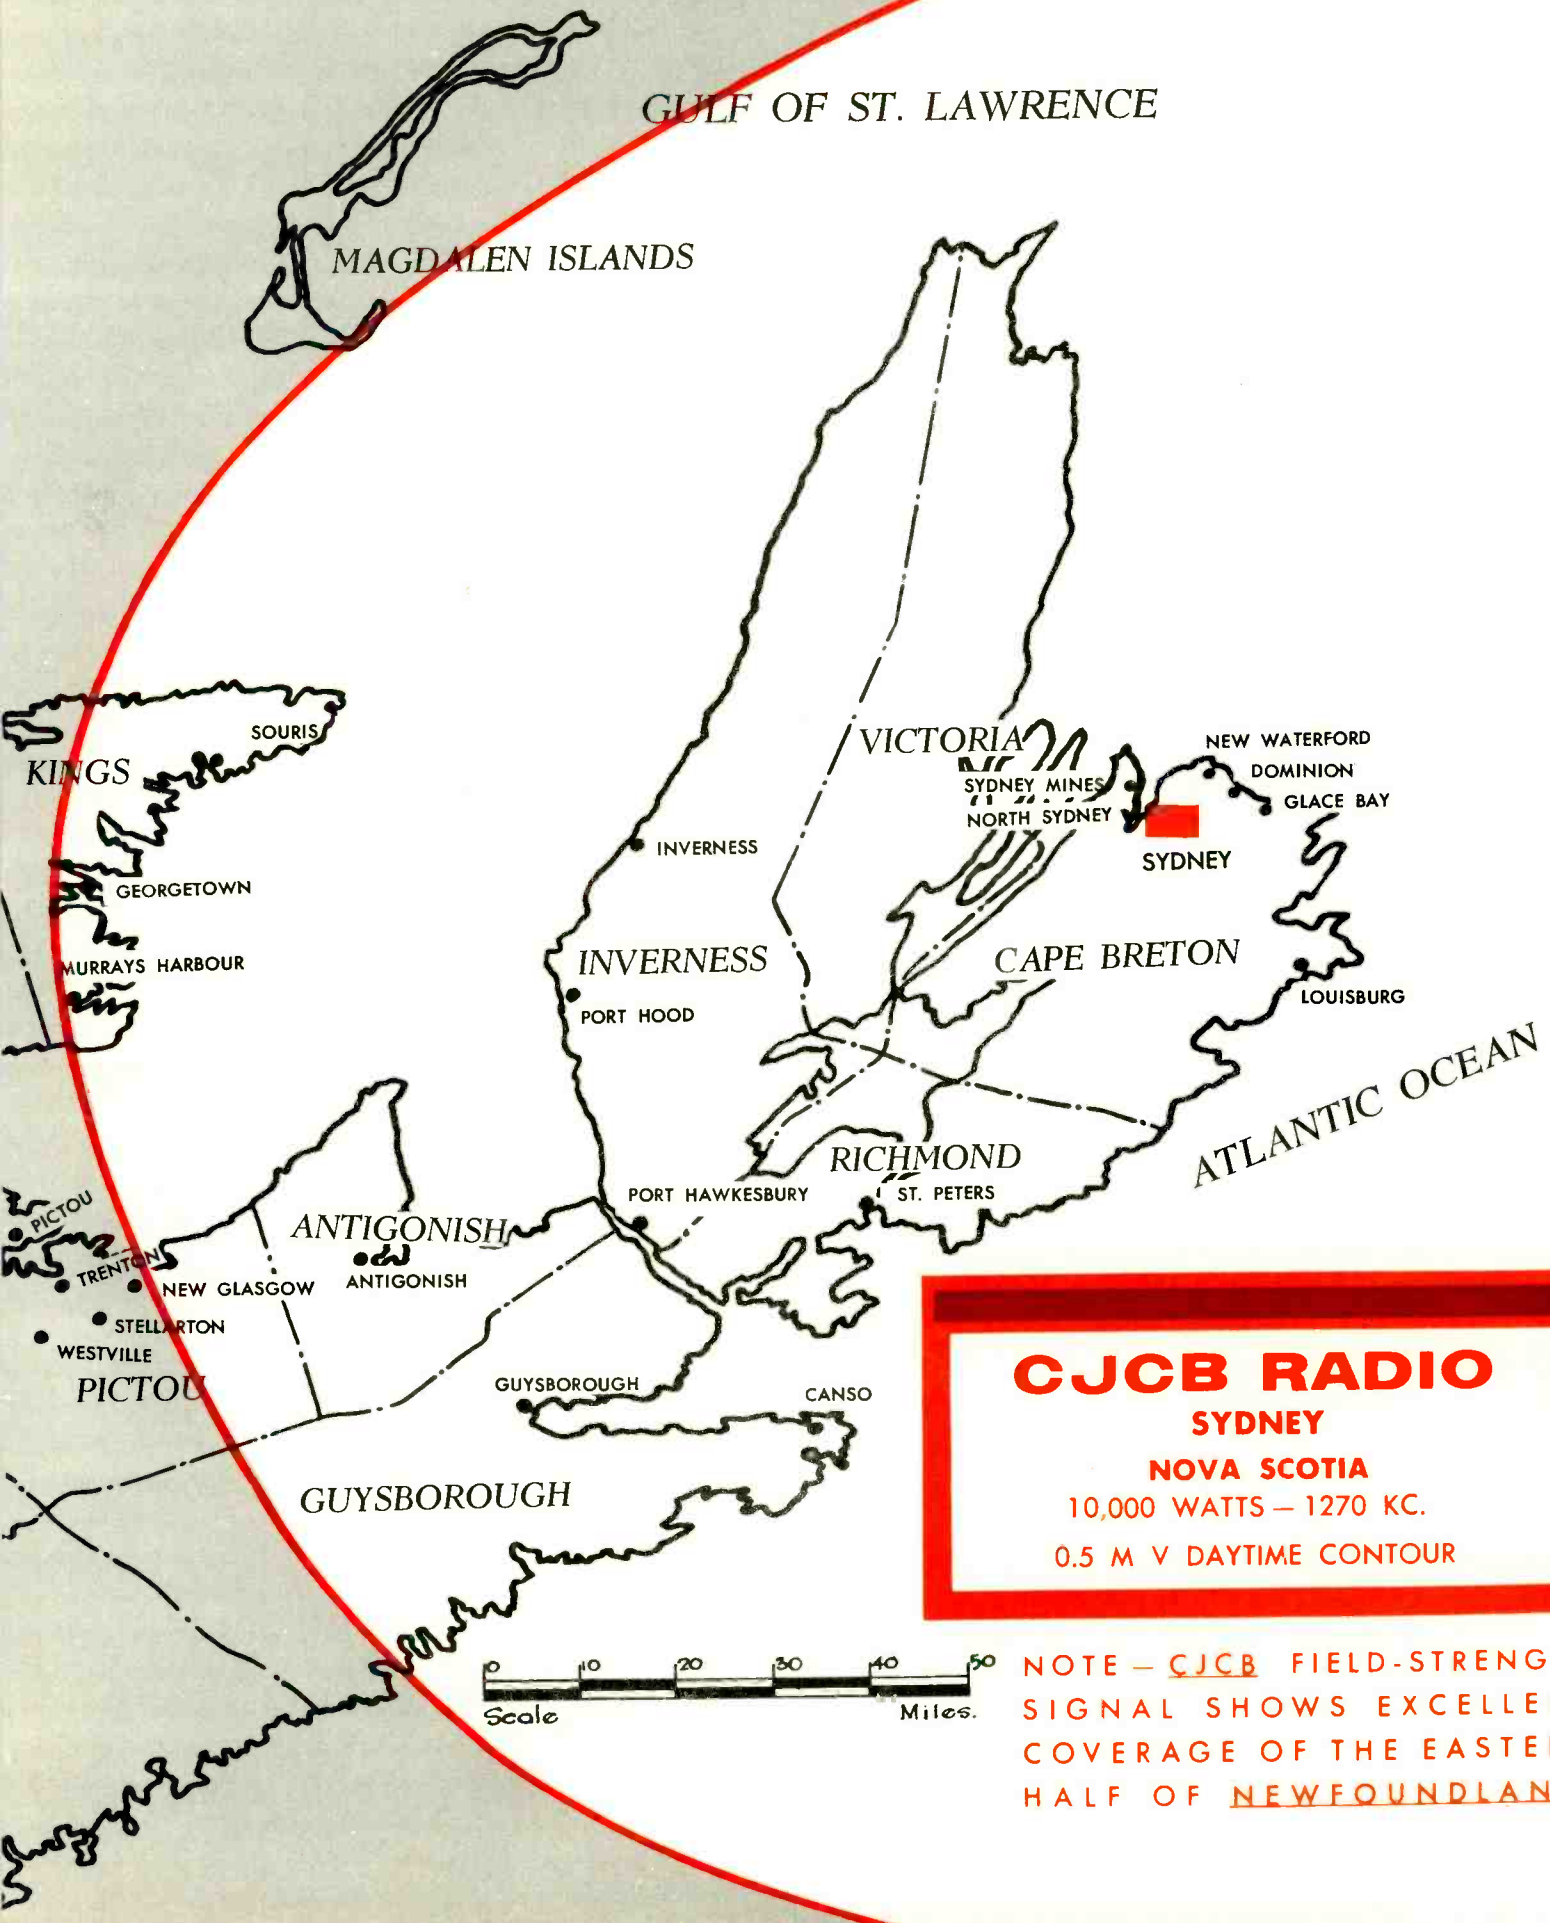 GULF OF ST. LAWRENCE
MAGDALEN ISLANDS
SOURIS
KINGS
VICTORIA
NEW WATERFORD
DOMINION
SYDNEY MINES
GLACE BAY
NORTH SYDNEY
SYDNEY
INVERNESS
GEORGETOWN
MURRAYS HARBOUR
INVERNESS
CAPE BRETON
PORT HOOD
LOUISBURG
ATLANTIC OCEAN
RICHMOND
PORT HAWKESBURY
ST. PETERS
PICTOU
ANTIGONISH
TRENTON
NEW GLASGOW
ANTIGONISH
STELLARTON
WESTVILLE
PICTOU
GUYSBOROUGH
CANSO
GUYSBOROUGH
CJCB RADIO
SYDNEY
NOVA SCOTIA
10,000 WATTS – 1270 KC.
0.5 M V DAYTIME CONTOUR
0 10 20 30 40 50
Scale Miles.
NOTE – CJCB FIELD-STRENG
SIGNAL SHOWS EXCELLE
COVERAGE OF THE EASTE
HALF OF NEWFOUNDLAN